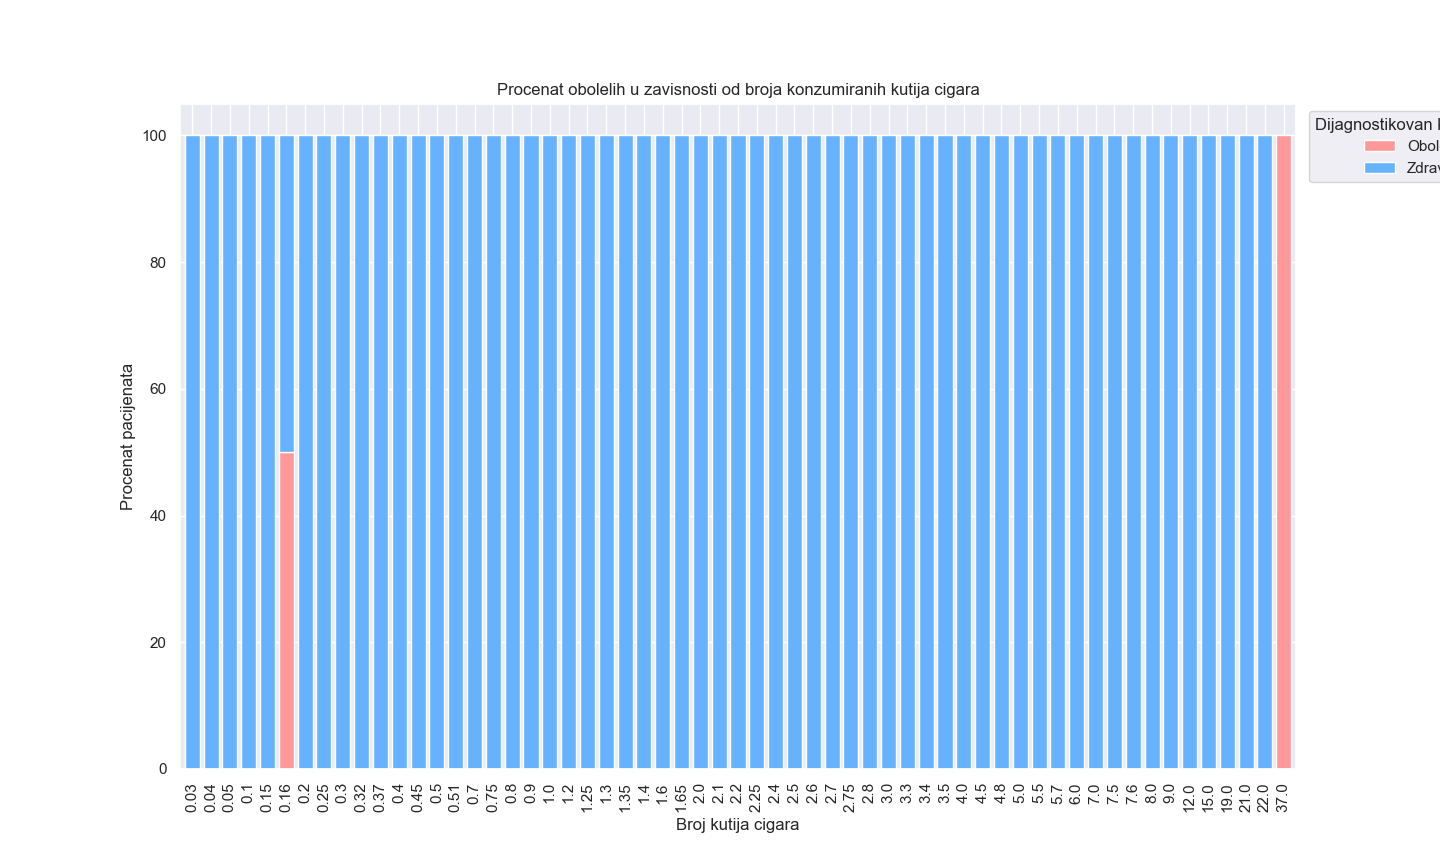 Procenat obolelih u zavisnosti od broja konzumiranih kutija cigara
Dijagnostikovan
100
80
60
40
20
0
Procenat pacijenata
0.03 0.04 0.05 0.1 0.15 0.16 0.2 0.25 0.3 0.32 0.37 0.4 0.45 0.5 0.51 0.7 0.75 0.8 0.9 1.0 1.2 1.25 1.3 1.35 1.4 1.6 1.65 2.0 2.1 2.2 2.25 2.4 2.5 2.6 2.7 2.75 2.8 3.0 3.3 3.4 3.5 4.0 4.5 4.8 5.0 5.5 5.7 6.0 7.0 7.5 7.6 8.0 9.0 12.0 15.0 19.0 21.0 22.0 37.0
Broj kutija cigara